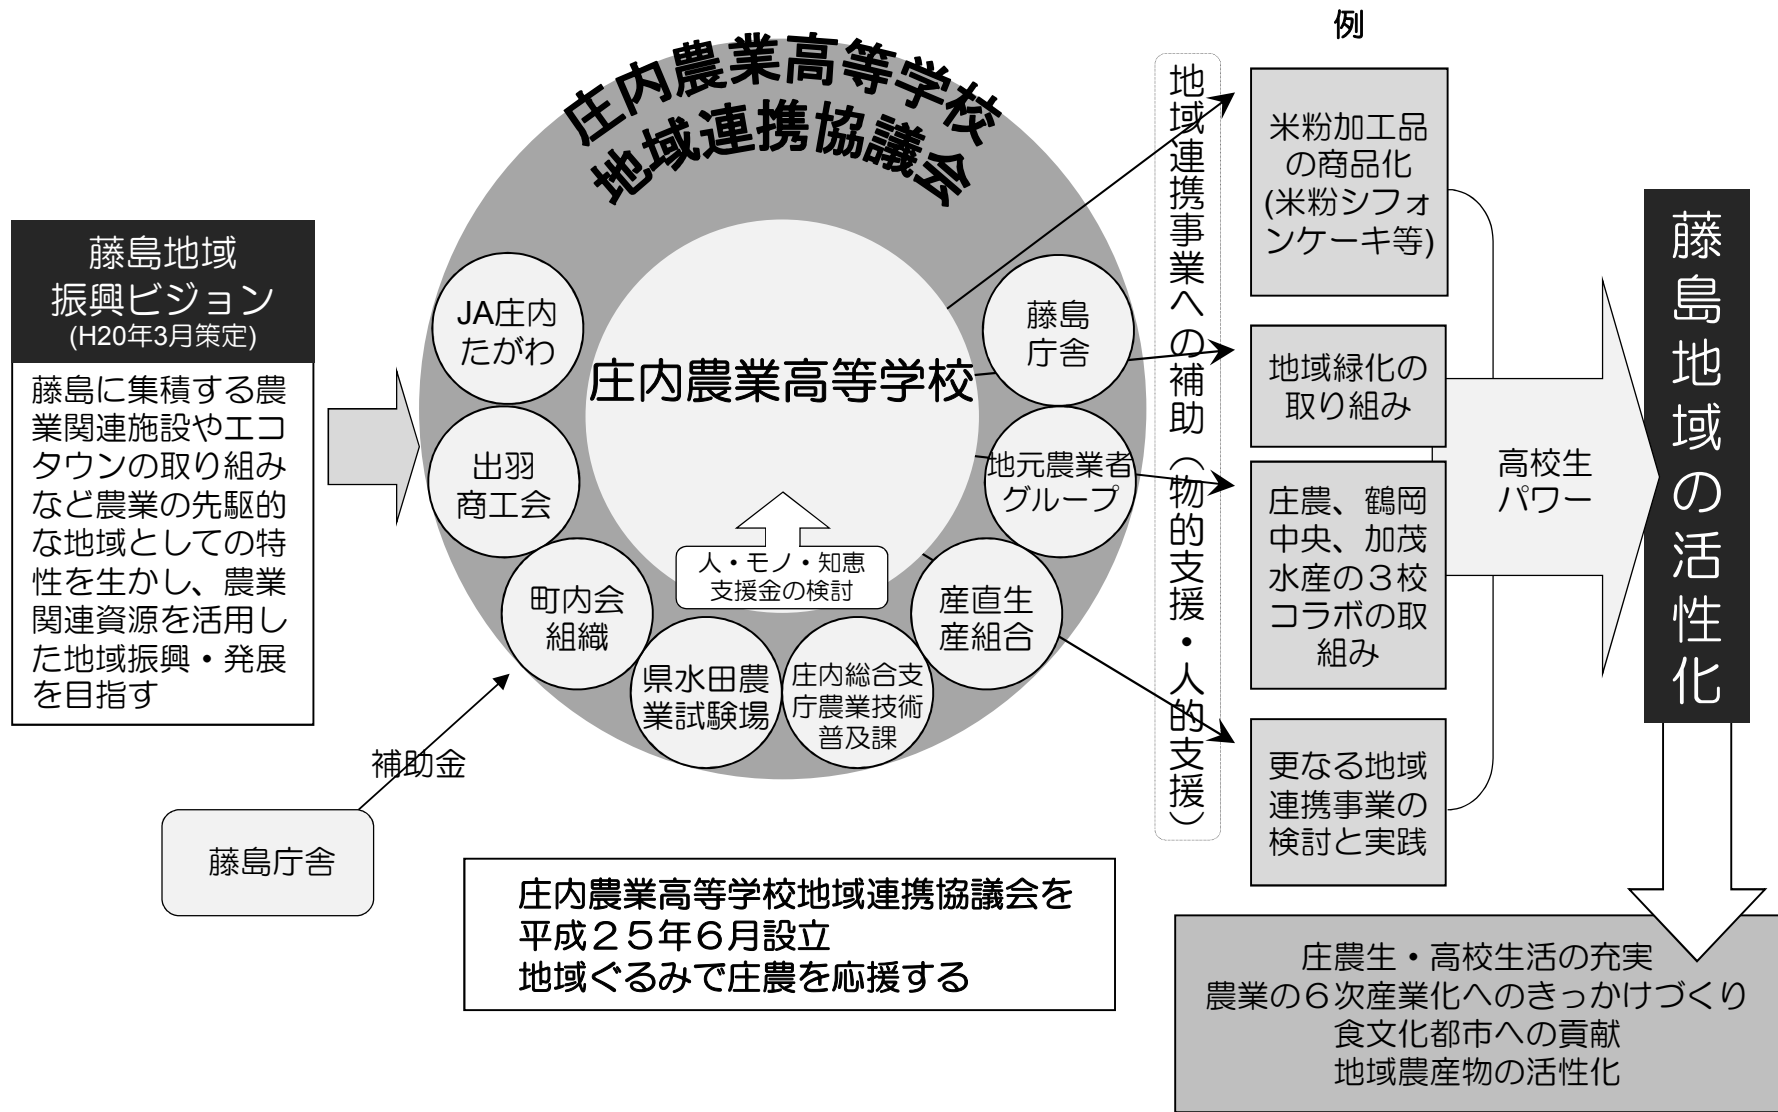 例
庄内農業高等学校
地域連携協議会
藤島地域
振興ビジョン
(H20年3月策定)
藤島に集積する農
業関連施設やエコ
タウンの取り組み
など農業の先駆的
な地域としての特
性を生かし、農業
関連資源を活用し
た地域振興・発展
を目指す
JA庄内
たがわ
出羽
商工会
町内会
組織
県水田農
業試験場
庄内総合支
庁農業技術
普及課
産直生
産組合
地元農業者
グループ
藤島
庁舎
庄内農業高等学校
人・モノ・知恵
支援金の検討
補助金
藤島庁舎
地域連携事業への補助（物的支援・人的支援）
米粉加工品
の商品化
(米粉シフォ
ンケーキ等)
地域緑化の
取り組み
庄農、鶴岡
中央、加茂
水産の３校
コラボの取
組み
更なる地域
連携事業の
検討と実践
高校生
パワー
藤島地域の活性化
庄内農業高等学校地域連携協議会を
平成２５年６月設立
地域ぐるみで庄農を応援する
庄農生・高校生活の充実
農業の６次産業化へのきっかけづくり
食文化都市への貢献
地域農産物の活性化